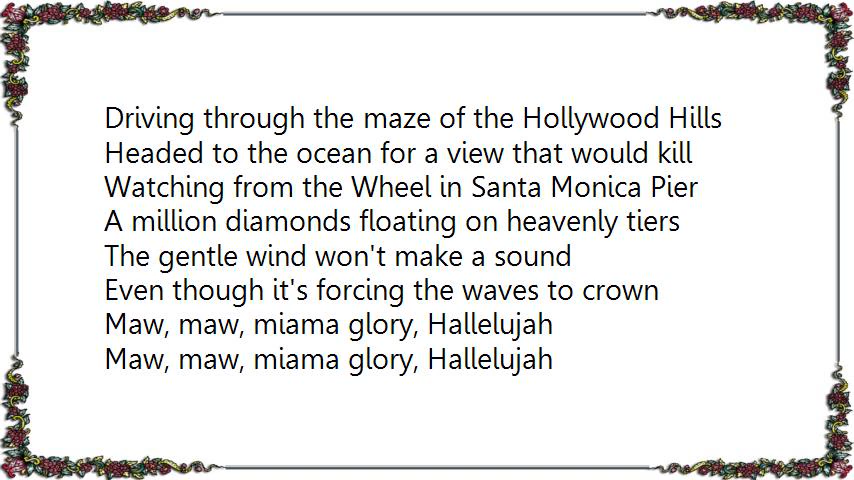 Driving through the maze of the Hollywood Hills
Headed to the ocean for a view that would kill
Watching from the Wheel in Santa Monica Pier
A million diamonds floating on heavenly tiers
The gentle wind won't make a sound
Even though it's forcing the waves to crown
Maw, maw, miama glory, Hallelujah
Maw, maw, miama glory, Hallelujah